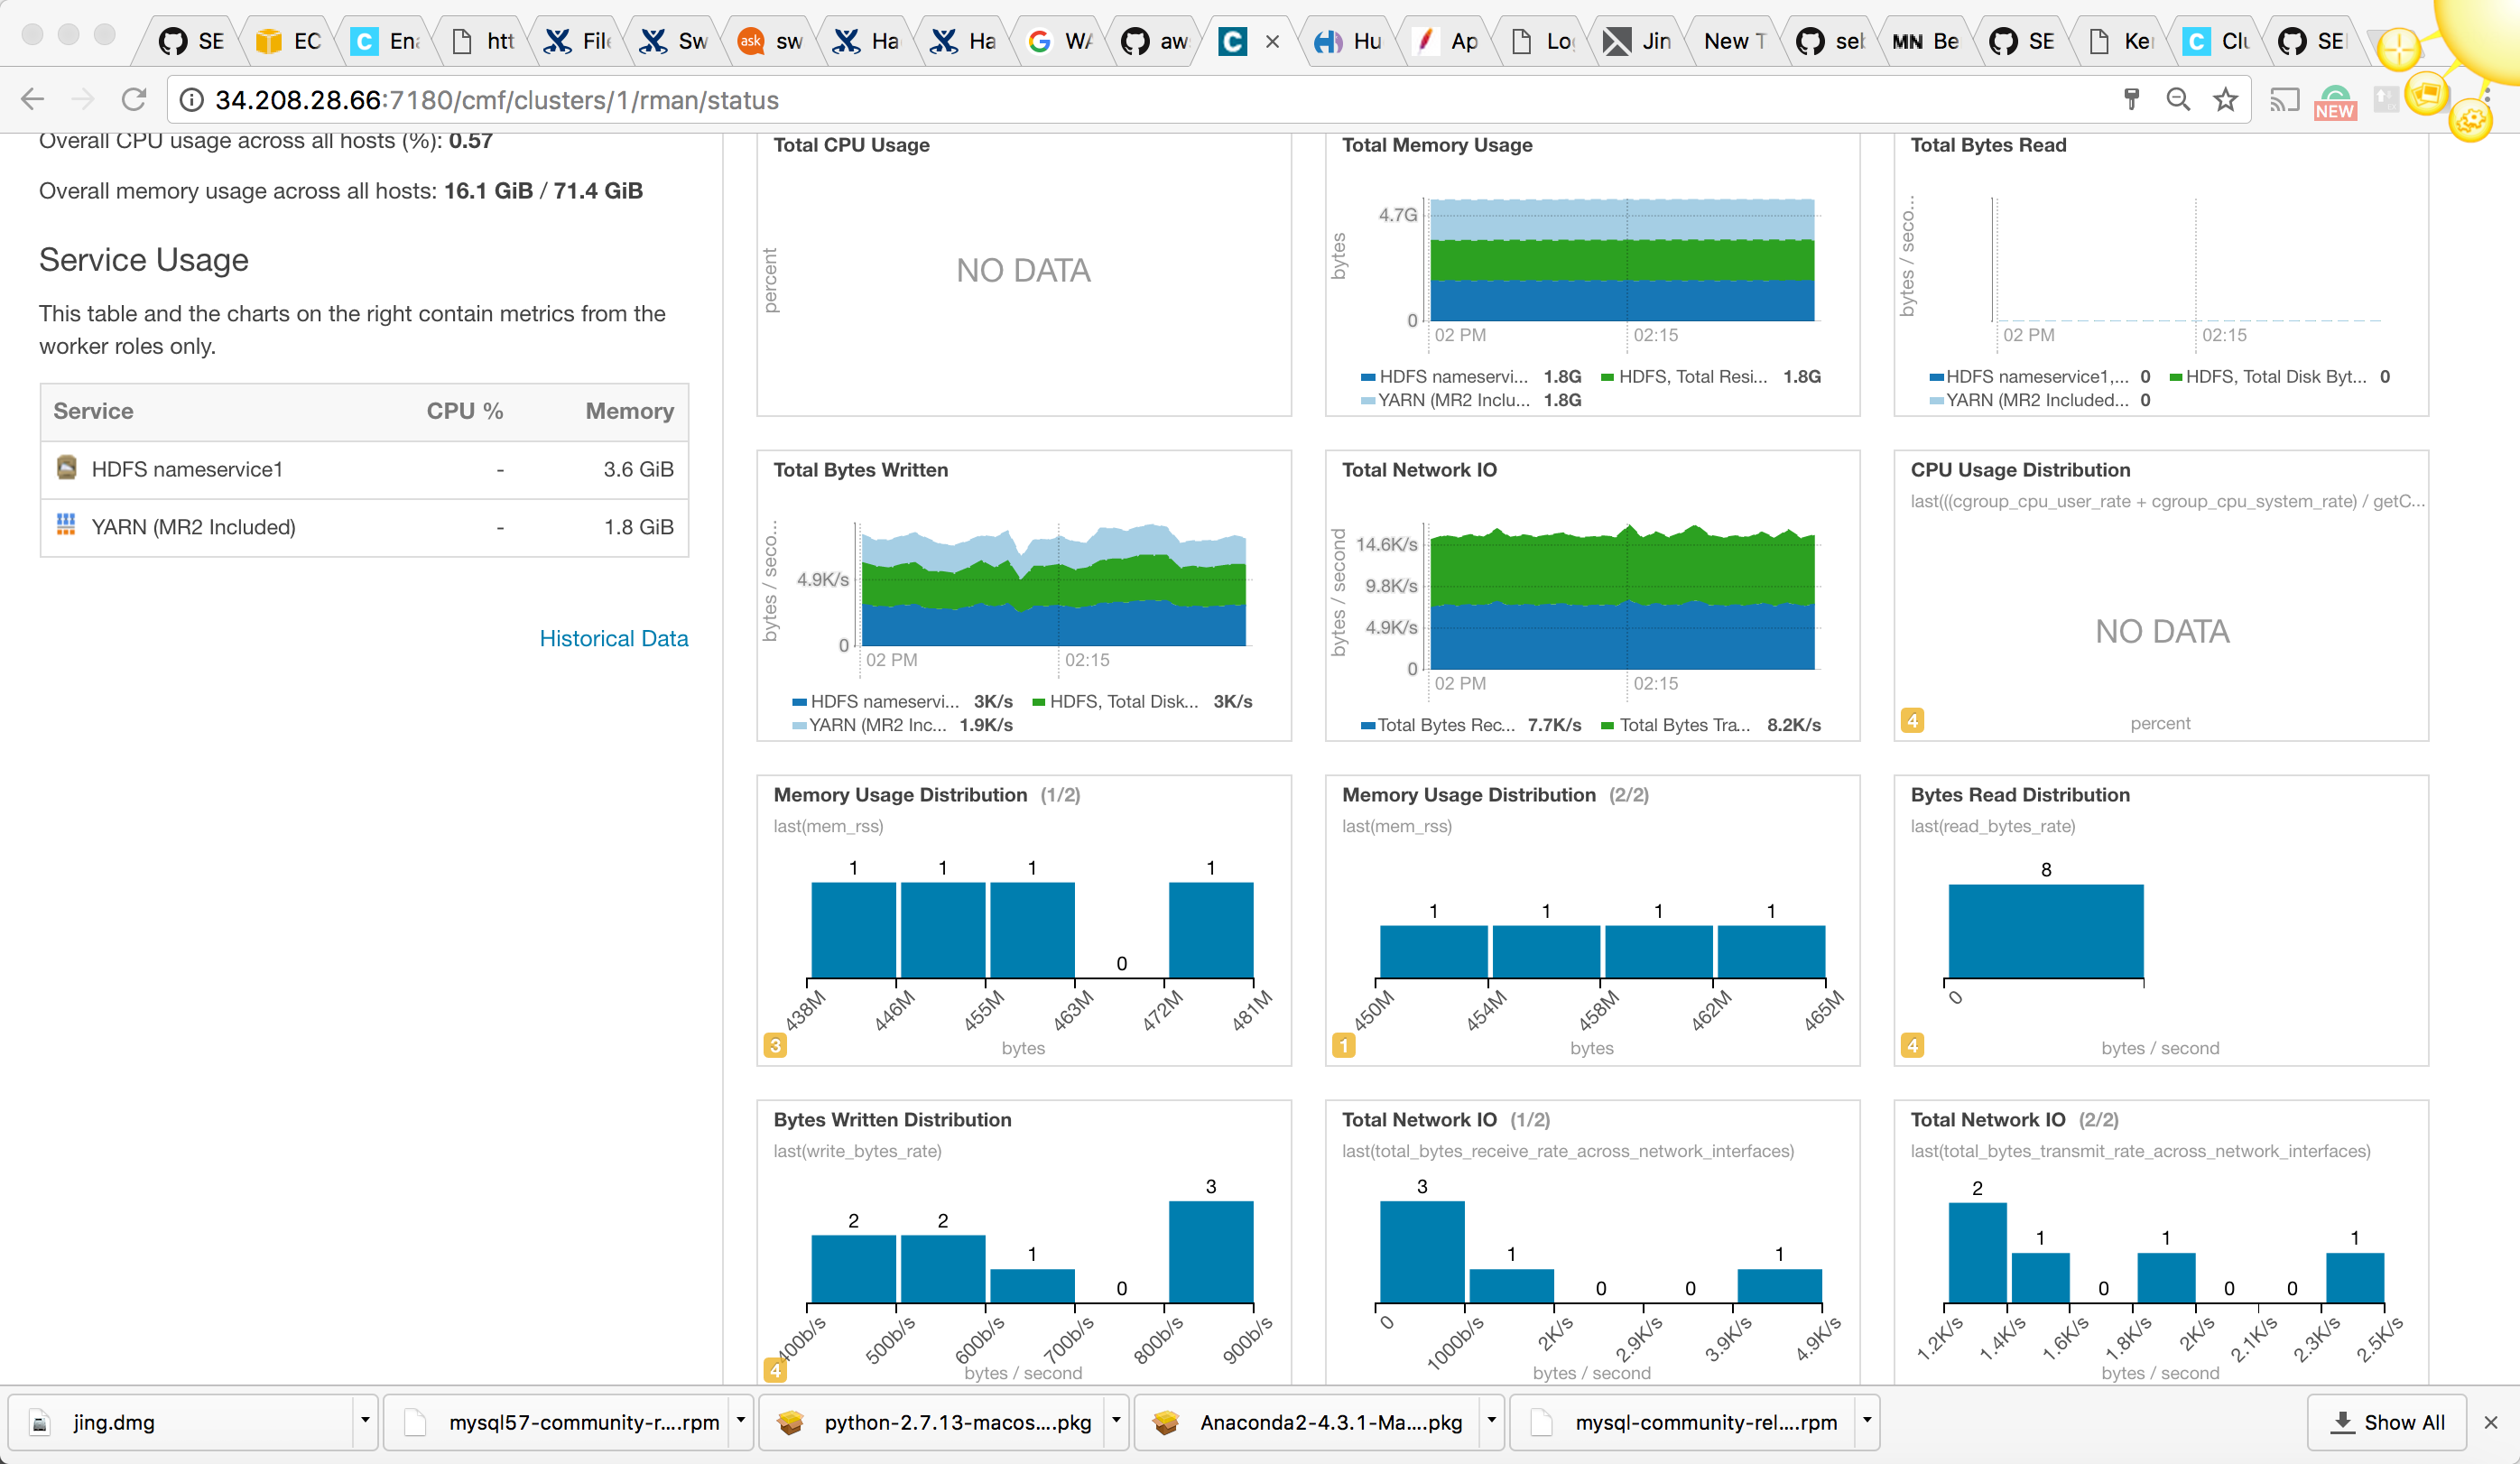 SE
EC
En
htt
File
Sw
ask
sw
Ha
Ha
WA
aw
Hu
Ap
Lo
Jin
New T
sel
MN Be
SE
Ke
Clu
SE
34.208.28.66:7180/cmf/clusters/1/rman/status
NEW
Overall CPU usage across all hosts (%): 0.57
Overall memory usage across all hosts: 16.1 GiB / 71.4 GiB
Service Usage
This table and the charts on the right contain metrics from the
worker roles only.
Service CPU % Memory
HDFS nameservice1 - 3.6 GiB
YARN (MR2 Included) - 1.8 GiB
Historical Data
Total CPU Usage
percent
NO DATA
Total Memory Usage
bytes
4.7G
0
02 PM 02:15
HDFS nameservi... 1.8G HDFS, Total Resi... 1.8G
YARN (MR2 Inclu... 1.8G
Total Bytes Read
bytes / seco...
02 PM 02:15
HDFS nameservice1,... 0 HDFS, Total Disk Byt... 0
YARN (MR2 Included... 0
Total Bytes Written
bytes / seco...
4.9K/s
0
02 PM 02:15
HDFS nameservi... 3K/s HDFS, Total Disk... 3K/s
YARN (MR2 Inc... 1.9K/s
Total Network IO
bytes / second
14.6K/s
9.8K/s
4.9K/s
0
02 PM 02:15
Total Bytes Rec... 7.7K/s Total Bytes Tra... 8.2K/s
CPU Usage Distribution
last(((cgroup_cpu_user_rate + cgroup_cpu_system_rate) / getC...
NO DATA
4
percent
Memory Usage Distribution (1/2)
last(mem_rss)
1 1 1 0 1
438M 446M 455M 463M 472M 481M
3
bytes
Memory Usage Distribution (2/2)
last(mem_rss)
1 1 1 1
450M 454M 458M 462M 465M
1
bytes
Bytes Read Distribution
last(read_bytes_rate)
8
0
4
bytes / second
Bytes Written Distribution
last(write_bytes_rate)
2 2 1 0 3
400b/s 500b/s 600b/s 700b/s 800b/s 900b/s
4
bytes / second
Total Network IO (1/2)
last(total_bytes_receive_rate_across_network_interfaces)
3 1 0 0 1
0 1000b/s 2K/s 2.9K/s 3.9K/s 4.9K/s
bytes / second
Total Network IO (2/2)
last(total_bytes_transmit_rate_across_network_interfaces)
2 1 0 1 0 0 1
1.2K/s 1.4K/s 1.6K/s 1.8K/s 2K/s 2.1K/s 2.3K/s 2.5K/s
bytes / second
jing.dmg
mysql57-community-r....rpm
python-2.7.13-macos....pkg
Anaconda2-4.3.1-Ma....pkg
mysql-community-rel....rpm
Show All